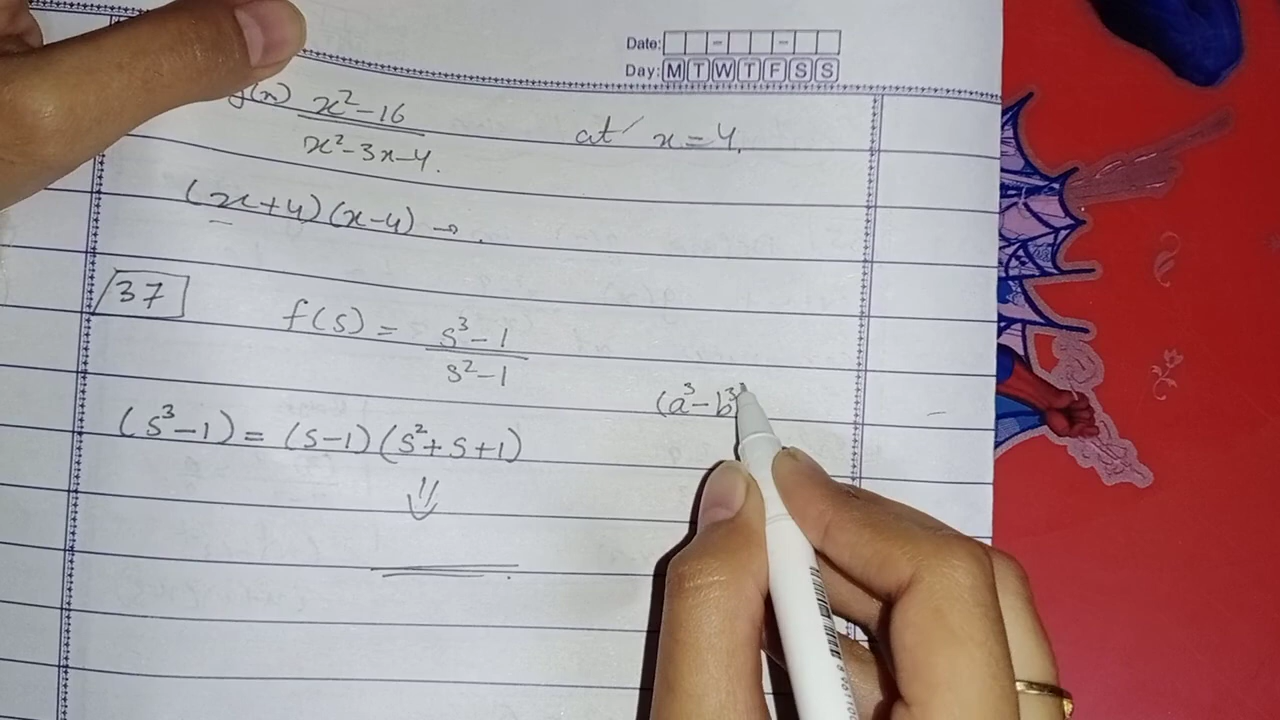 Date: - -
Day: M T W T F S S
g(x) x²-16 / x²-3x-4. at x=4.
(x+4)(x-4) →.
37
f(s) = s³-1 / s²-1
(a³-b³)
(s³-1) = (s-1)(s²+s+1)